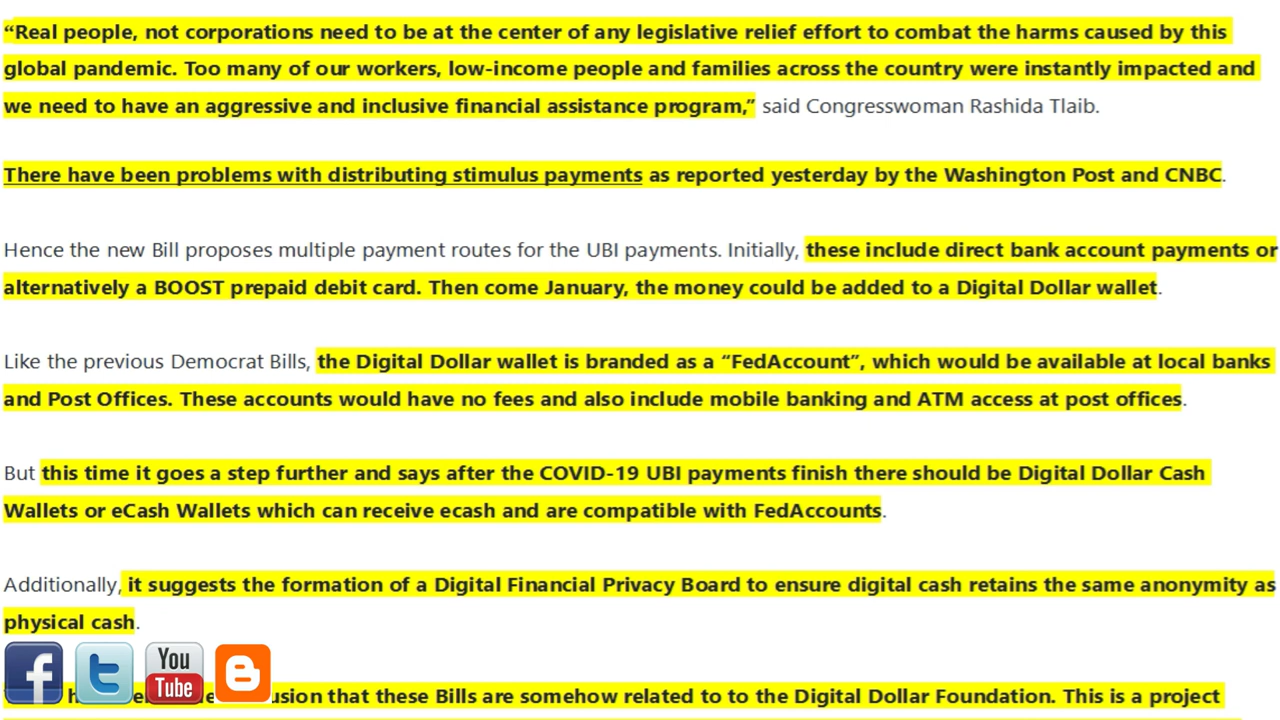 “Real people, not corporations need to be at the center of any legislative relief effort to combat the harms caused by this
global pandemic. Too many of our workers, low-income people and families across the country were instantly impacted and
we need to have an aggressive and inclusive financial assistance program,” said Congresswoman Rashida Tlaib.
There have been problems with distributing stimulus payments as reported yesterday by the Washington Post and CNBC.
Hence the new Bill proposes multiple payment routes for the UBI payments. Initially, these include direct bank account payments or
alternatively a BOOST prepaid debit card. Then come January, the money could be added to a Digital Dollar wallet.
Like the previous Democrat Bills, the Digital Dollar wallet is branded as a “FedAccount”, which would be available at local banks
and Post Offices. These accounts would have no fees and also include mobile banking and ATM access at post offices.
But this time it goes a step further and says after the COVID-19 UBI payments finish there should be Digital Dollar Cash
Wallets or eCash Wallets which can receive ecash and are compatible with FedAccounts.
Additionally, it suggests the formation of a Digital Financial Privacy Board to ensure digital cash retains the same anonymity as
physical cash.
You
Tube
that these Bills are somehow related to to the Digital Dollar Foundation. This is a project